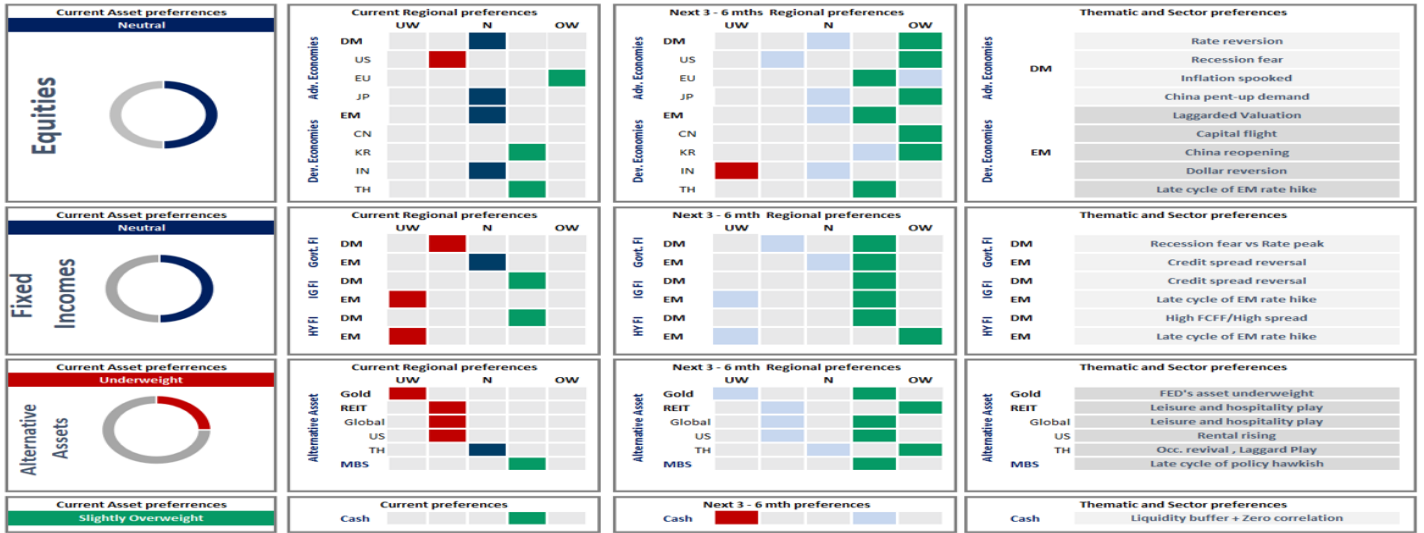 Current Asset preferrences
Neutral
Equities
Current Regional preferences
UW N OW
Adv. Economies
DM
US
EU
JP
Dev. Economies
EM
CN
KR
IN
TH
Next 3 - 6 mths Regional preferences
UW N OW
Adv. Economies
DM
US
EU
JP
Dev. Economies
EM
CN
KR
IN
TH
Thematic and Sector preferences
Adv. Economies
DM
Rate reversion
Recession fear
Inflation spooked
China pent-up demand
Dev. Economies
EM
Laggarded Valuation
Capital flight
China reopening
Dollar reversion
Late cycle of EM rate hike
Current Asset preferrences
Neutral
Fixed
Incomes
Current Regional preferences
UW N OW
Gont. FI
DM
EM
IG FI
DM
EM
HY FI
DM
EM
Next 3 - 6 mth Regional preferences
UW N OW
Gont. FI
DM
EM
IG FI
DM
EM
HY FI
DM
EM
Thematic and Sector preferences
Gont. FI
DM Recession fear vs Rate peak
EM Credit spread reversal
IG FI
DM Credit spread reversal
EM Late cycle of EM rate hike
HY FI
DM High FCFF/High spread
EM Late cycle of EM rate hike
Current Asset preferrences
Underweight
Alternative
Assets
Current Regional preferences
UW N OW
Alternative Asset
Gold
REIT
Global
US
TH
MBS
Next 3 - 6 mth Regional preferences
UW N OW
Alternative Asset
Gold
REIT
Global
US
TH
MBS
Thematic and Sector preferences
Alternative Asset
Gold FED's asset underweight
REIT Leisure and hospitality play
Global Leisure and hospitality play
US Rental rising
TH Occ. revival , Laggard Play
MBS Late cycle of policy hawkish
Current Asset preferrences
Slightly Overweight
Current preferences
Cash
Next 3 - 6 mth preferences
Cash
Thematic and Sector preferences
Cash Liquidity buffer + Zero correlation